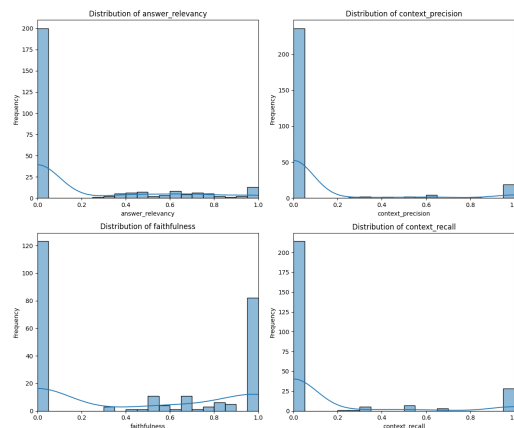 Distribution of answer_relevancy
Frequency
200
175
150
125
100
75
50
25
0
0.0 0.2 0.4 0.6 0.8 1.0
answer_relevancy
Distribution of context_precision
Frequency
200
150
100
50
0
0.0 0.2 0.4 0.6 0.8 1.0
context_precision
Distribution of faithfulness
Frequency
120
100
80
60
40
20
0
0.0 0.2 0.4 0.6 0.8 1.0
faithfulness
Distribution of context_recall
Frequency
200
175
150
125
100
75
50
25
0
0.0 0.2 0.4 0.6 0.8 1.0
context_recall